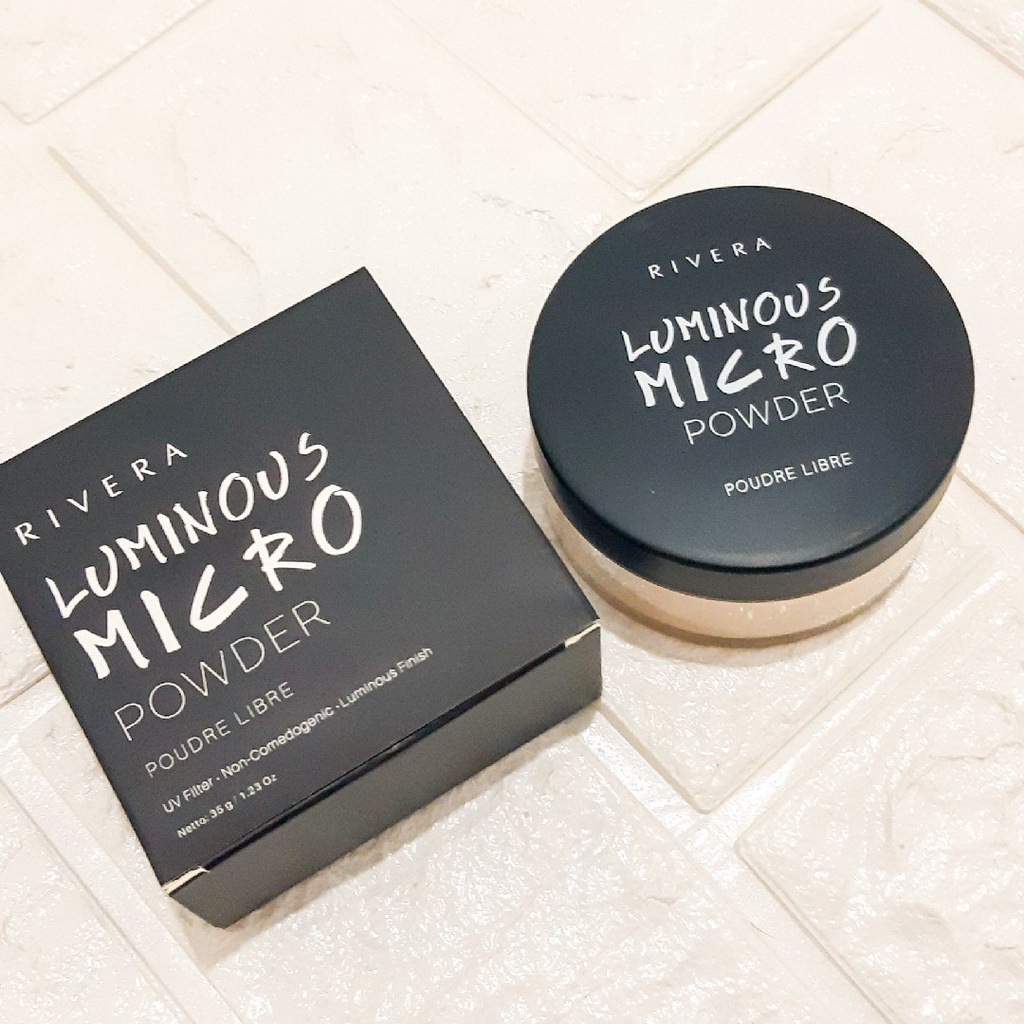 RIVERA
LUMINOUS
MICRO
POWDER
POUDRE LIBRE
UV Filter · Non-Comedogenic · Luminous Finish
Netto: 35 g / 1.23 Oz
RIVERA
LUMINOUS
MICRO
POWDER
POUDRE LIBRE